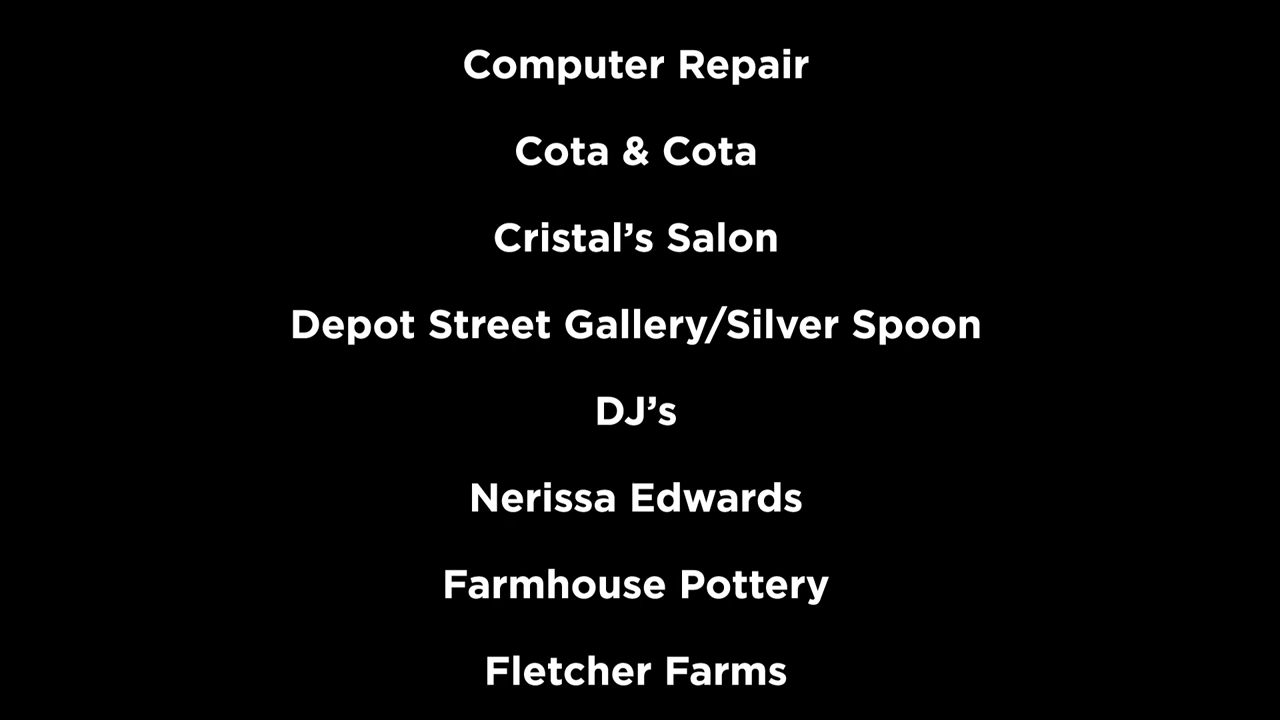 Computer Repair
Cota & Cota
Cristal’s Salon
Depot Street Gallery/Silver Spoon
DJ’s
Nerissa Edwards
Farmhouse Pottery
Fletcher Farms